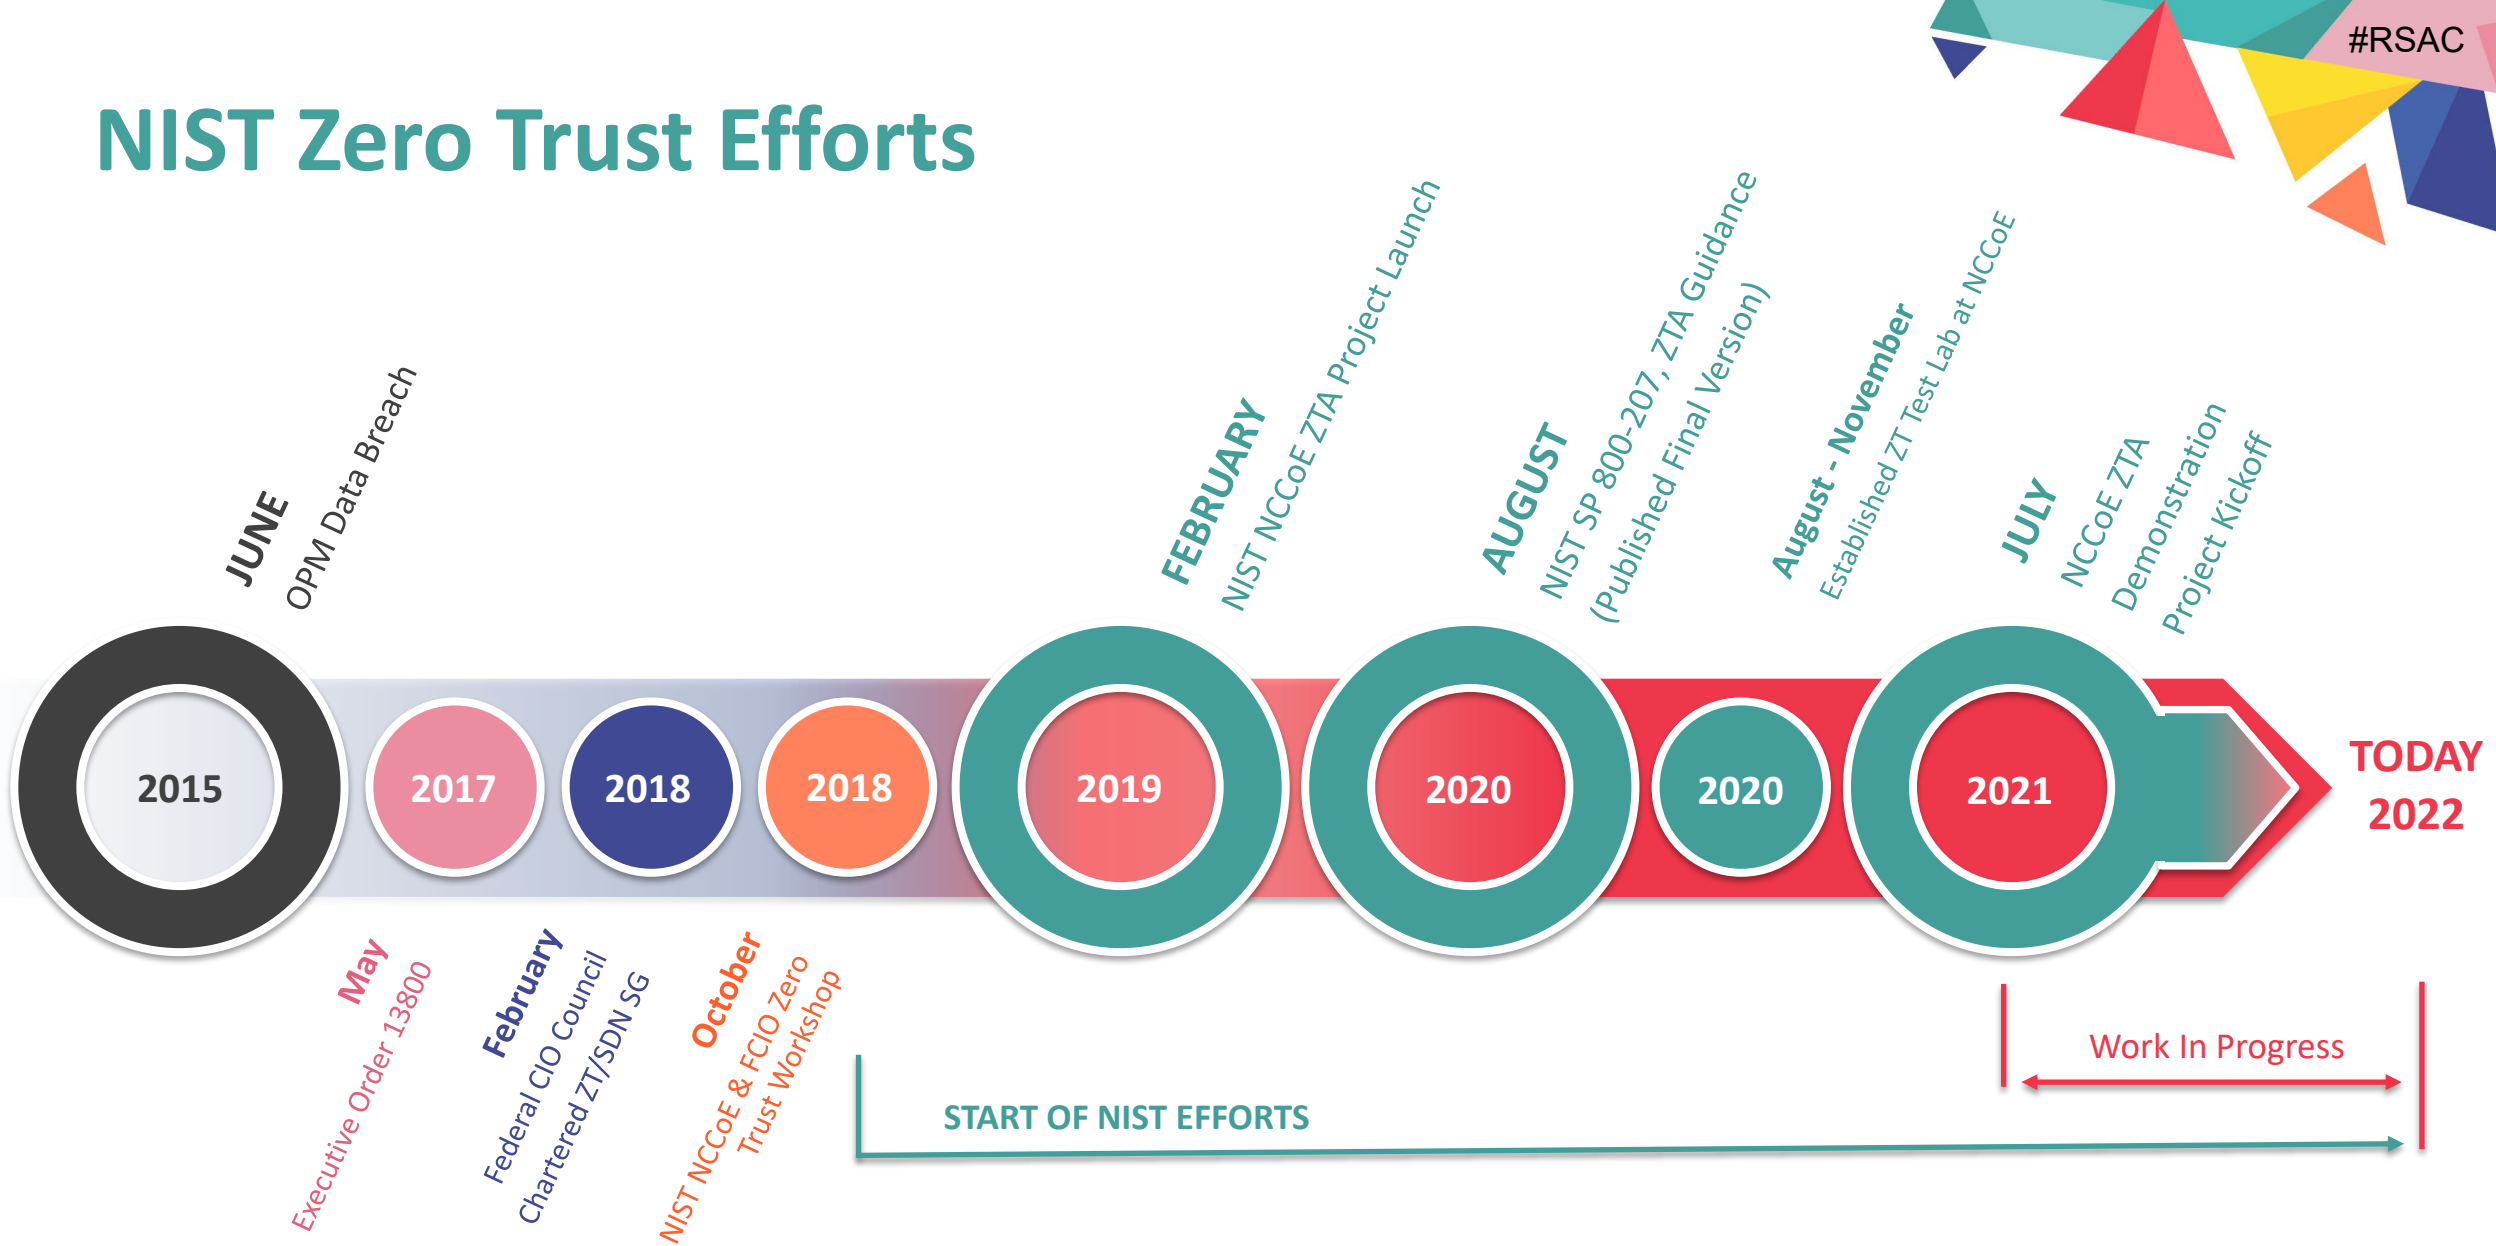 #RSAC
NIST Zero Trust Efforts
JUNE
OPM Data Breach
FEBRUARY
NIST NCCoE ZTA Project Launch
AUGUST
NIST SP 800-207, ZTA Guidance
(Published Final Version)
August - November
Established ZT Test Lab at NCCoE
JULY
NCCoE ZTA
Demonstration
Project Kickoff
2015
2017
2018
2018
2019
2020
2020
2021
TODAY
2022
May
Executive Order 13800
February
Federal CIO Council
Chartered ZT/SDN SG
October
NIST NCCoE & FCIO Zero
Trust Workshop
Work In Progress
START OF NIST EFFORTS